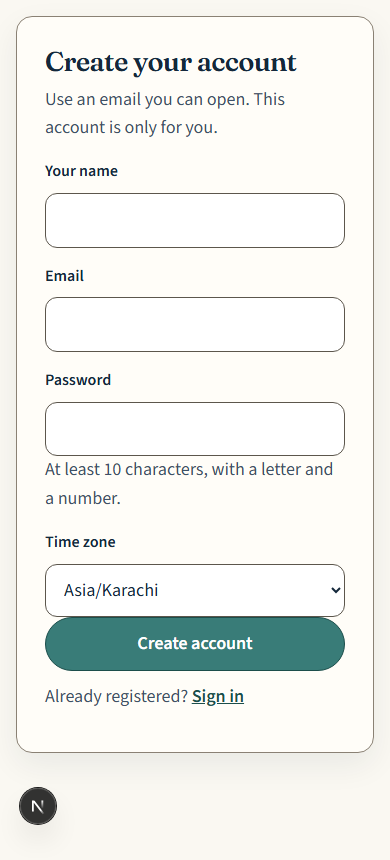 Create your account
Use an email you can open. This
account is only for you.
Your name
Email
Password
At least 10 characters, with a letter and
a number.
Time zone
Asia/Karachi
Create account
Already registered? Sign in
N